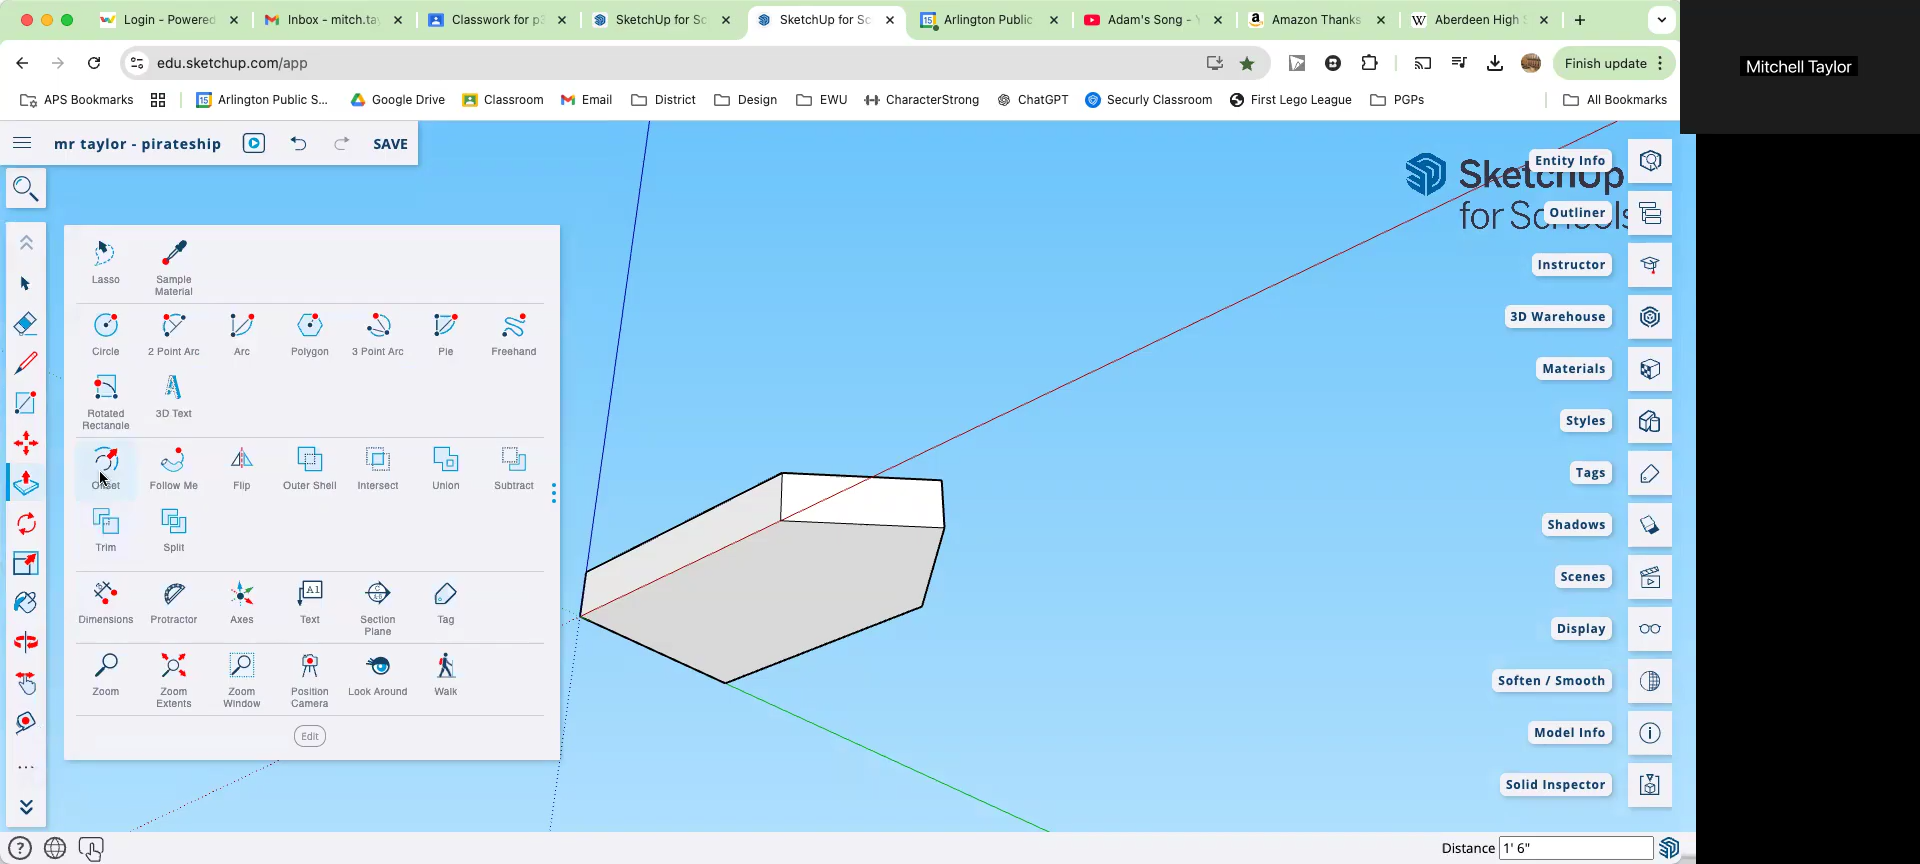 Login - Powered
Inbox - mitch.ta
Classwork for p
SketchUp for Sc
SketchUp for Sc
Arlington Public
Adam's Song -
Amazon Thanks
Aberdeen High S
edu.sketchup.com/app
Finish update
APS Bookmarks
Arlington Public S...
Google Drive
Classroom
Email
District
Design
EWU
CharacterStrong
ChatGPT
Securly Classroom
First Lego League
PGPs
All Bookmarks
Mitchell Taylor
mr taylor - pirateship
SAVE
SketchUp
for Schools
Entity Info
Outliner
Instructor
3D Warehouse
Materials
Styles
Tags
Shadows
Scenes
Display
Soften / Smooth
Model Info
Solid Inspector
Lasso
Sample
Material
Circle
2 Point Arc
Arc
Polygon
3 Point Arc
Pie
Freehand
Rotated
Rectangle
3D Text
Offset
Follow Me
Flip
Outer Shell
Intersect
Union
Subtract
Trim
Split
Dimensions
Protractor
Axes
A1
Text
Section
Plane
Tag
Zoom
Zoom
Extents
Zoom
Window
Position
Camera
Look Around
Walk
Edit
Distance
1' 6"